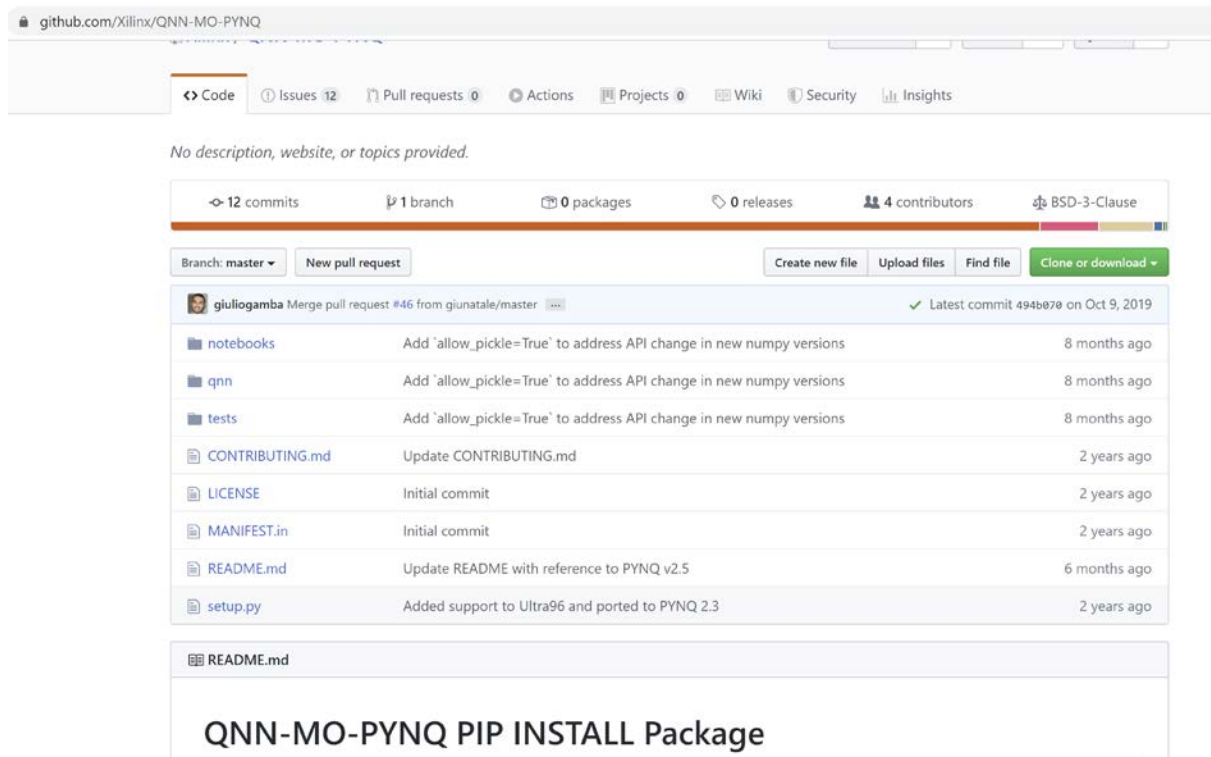 github.com/Xilinx/QNN-MO-PYNQ
Code Issues 12 Pull requests 0 Actions Projects 0 Wiki Security Insights
No description, website, or topics provided.
12 commits 1 branch 0 packages 0 releases 4 contributors BSD-3-Clause
Branch: master New pull request Create new file Upload files Find file Clone or download
giuliogamba Merge pull request #46 from giunatale/master ... Latest commit 494b070 on Oct 9, 2019
notebooks Add `allow_pickle=True` to address API change in new numpy versions 8 months ago
qnn Add `allow_pickle=True` to address API change in new numpy versions 8 months ago
tests Add `allow_pickle=True` to address API change in new numpy versions 8 months ago
CONTRIBUTING.md Update CONTRIBUTING.md 2 years ago
LICENSE Initial commit 2 years ago
MANIFEST.in Initial commit 2 years ago
README.md Update README with reference to PYNQ v2.5 6 months ago
setup.py Added support to Ultra96 and ported to PYNQ 2.3 2 years ago
README.md
QNN-MO-PYNQ PIP INSTALL Package